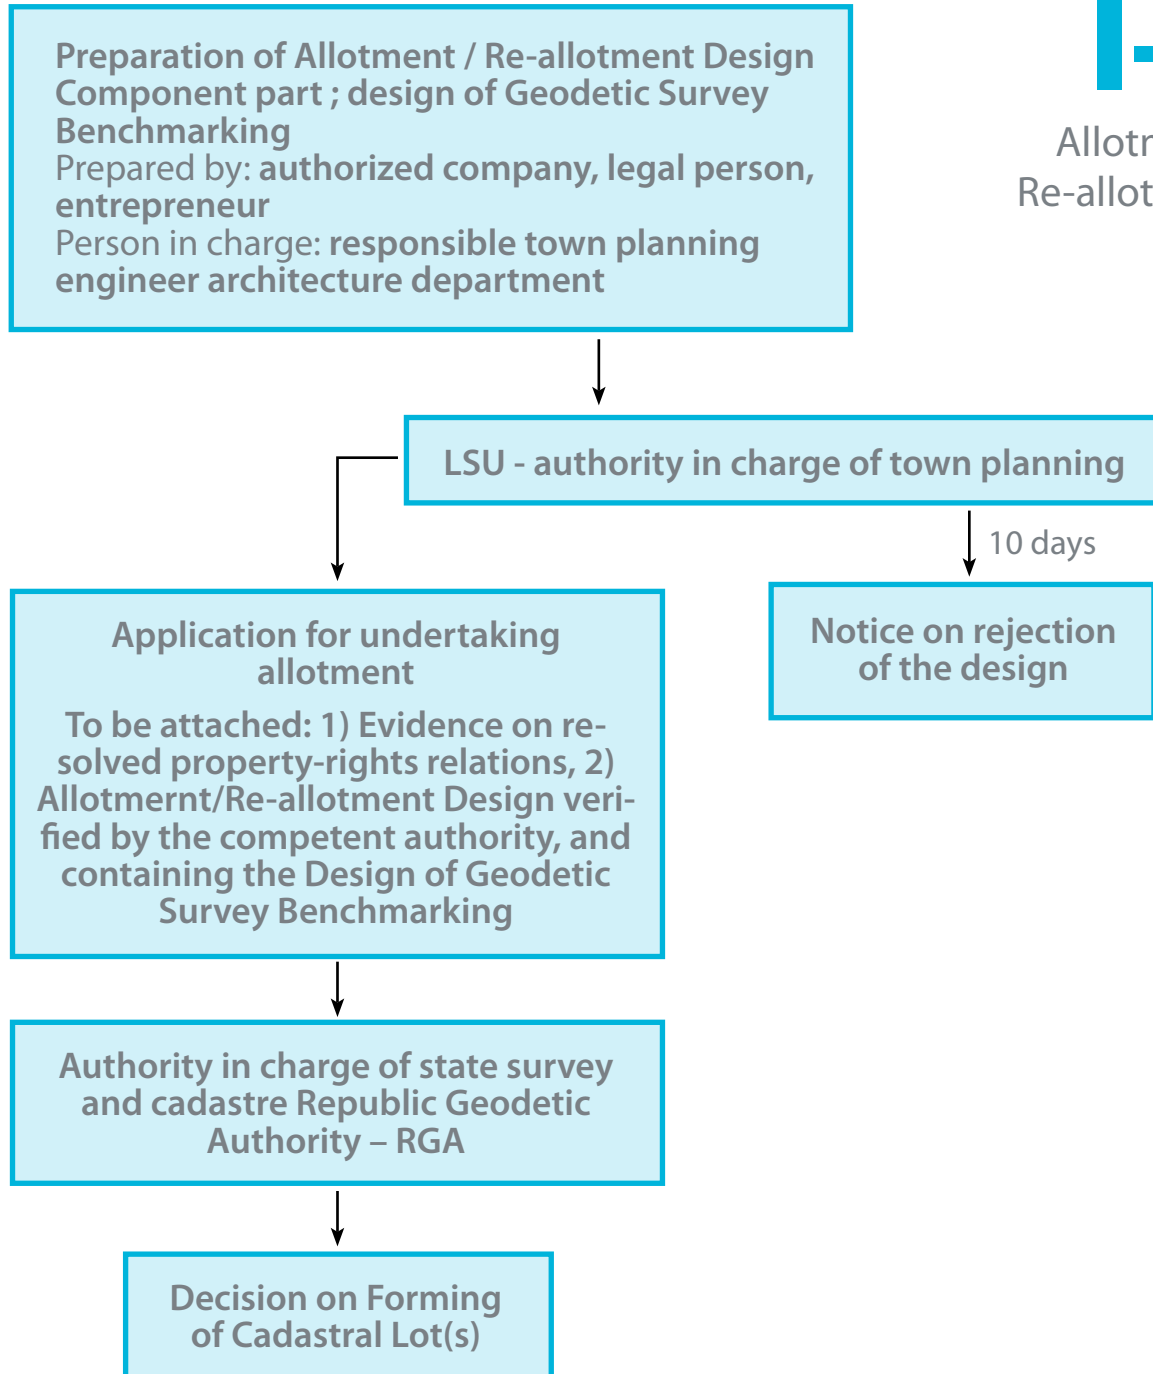 Preparation of Allotment / Re-allotment Design
Component part ; design of Geodetic Survey
Benchmarking
Prepared by: authorized company, legal person,
entrepreneur
Person in charge: responsible town planning
engineer architecture department
LSU - authority in charge of town planning
10 days
Notice on rejection
of the design
Application for undertaking
allotment
To be attached: 1) Evidence on re-
solved property-rights relations, 2)
Allotmernt/Re-allotment Design veri-
fied by the competent authority, and
containing the Design of Geodetic
Survey Benchmarking
Authority in charge of state survey
and cadastre Republic Geodetic
Authority – RGA
Decision on Forming
of Cadastral Lot(s)